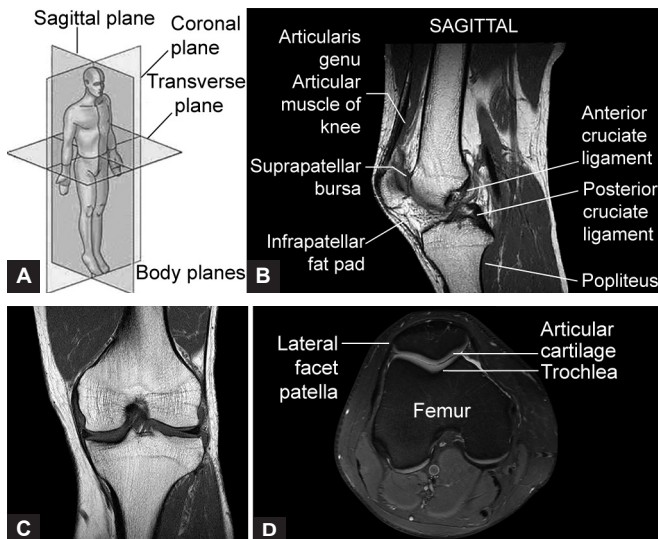 Sagittal plane
Coronal
plane
Transverse
plane
Body planes
A
SAGITTAL
Articularis
genu
Articular
muscle of
knee
Suprapatellar
bursa
Infrapatellar
fat pad
Anterior
cruciate
ligament
Posterior
cruciate
ligament
Popliteus
B
C
Lateral
facet
patella
Articular
cartilage
Trochlea
Femur
D